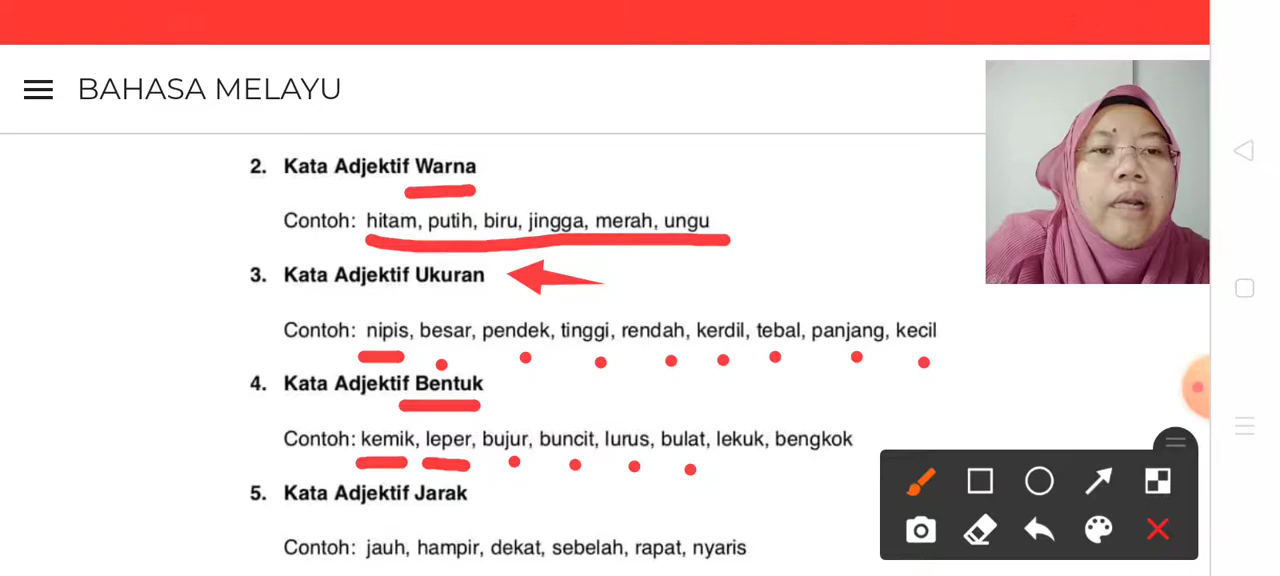 BAHASA MELAYU
2. Kata Adjektif Warna
Contoh: hitam, putih, biru, jingga, merah, ungu
3. Kata Adjektif Ukuran
Contoh: nipis, besar, pendek, tinggi, rendah, kerdil, tebal, panjang, kecil
4. Kata Adjektif Bentuk
Contoh: kemik, leper, bujur, buncit, lurus, bulat, lekuk, bengkok
5. Kata Adjektif Jarak
Contoh: jauh, hampir, dekat, sebelah, rapat, nyaris